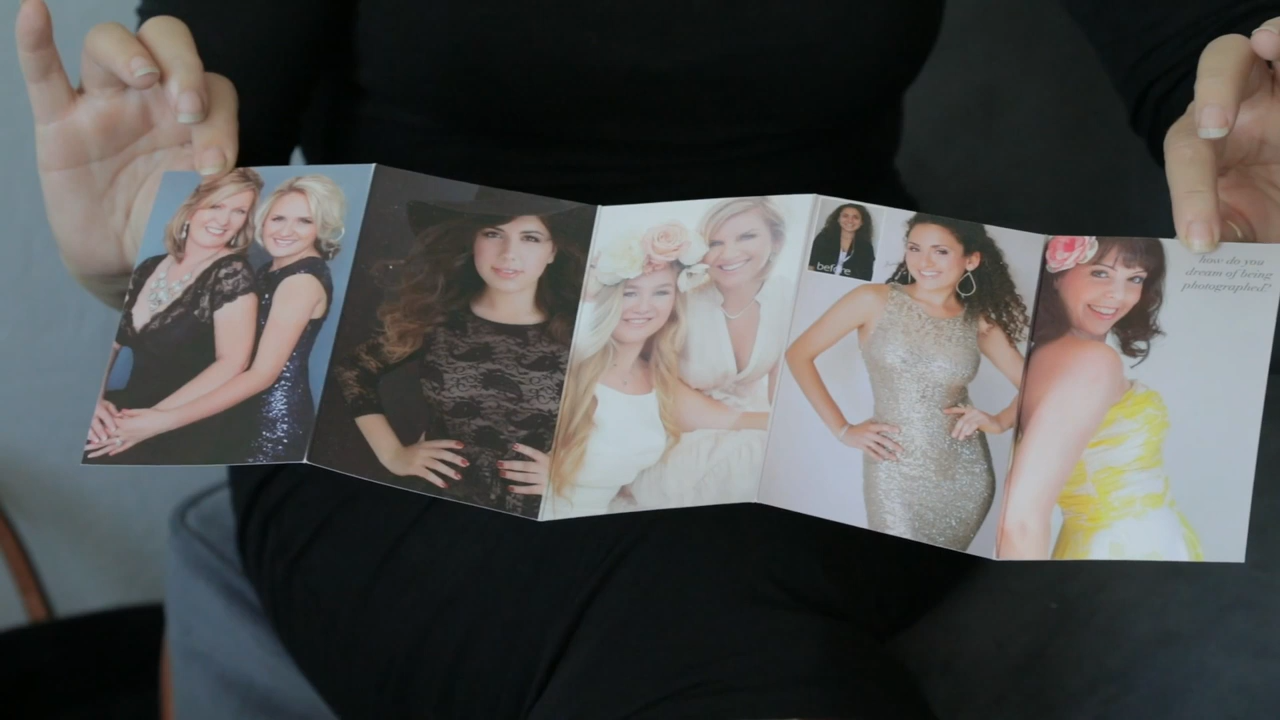 before
"how do you
dream of being
photographed?"